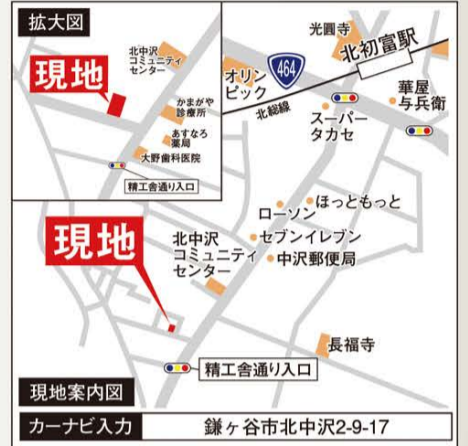 拡大図
北中沢
コミュニティ
センター
現地
かまがや
診療所
あすなろ
薬局
大野歯科医院
精工舎通り入口
光圓寺
北初富駅
464
オリン
ピック
北総線
華屋
与兵衛
スーパー
タカセ
ほっともっと
ローソン
セブンイレブン
中沢郵便局
現地
北中沢
コミュニティ
センター
長福寺
精工舎通り入口
現地案内図
カーナビ入力 鎌ヶ谷市北中沢2-9-17